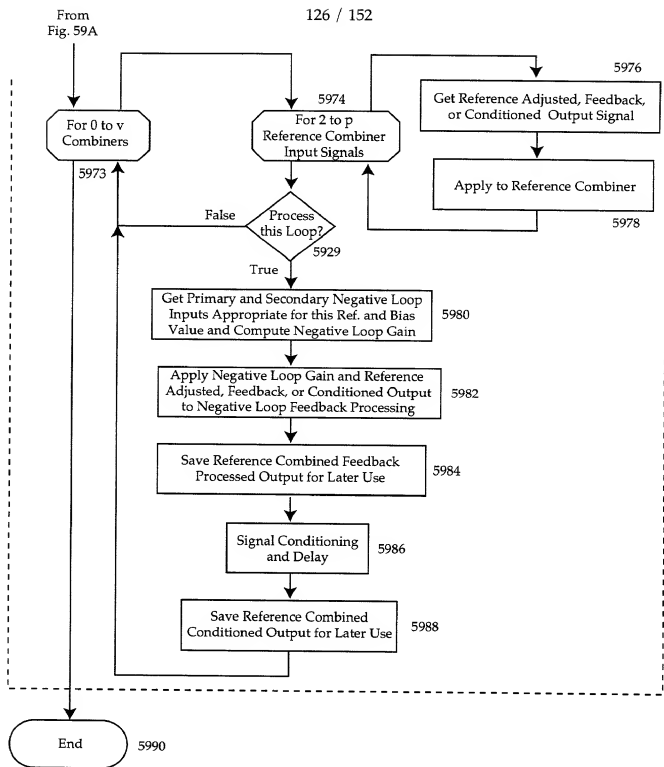 From
Fig. 59A
126 / 152
5976
5974
Get Reference Adjusted, Feedback,
or Conditioned Output Signal
For 0 to v
Combiners
For 2 to p
Reference Combiner
Input Signals
5973
Apply to Reference Combiner
5978
False
Process
this Loop?
5929
True
Get Primary and Secondary Negative Loop
Inputs Appropriate for this Ref. and Bias
Value and Compute Negative Loop Gain
5980
Apply Negative Loop Gain and Reference
Adjusted, Feedback, or Conditioned Output
to Negative Loop Feedback Processing
5982
Save Reference Combined Feedback
Processed Output for Later Use
5984
Signal Conditioning
and Delay
5986
Save Reference Combined
Conditioned Output for Later Use
5988
End
5990